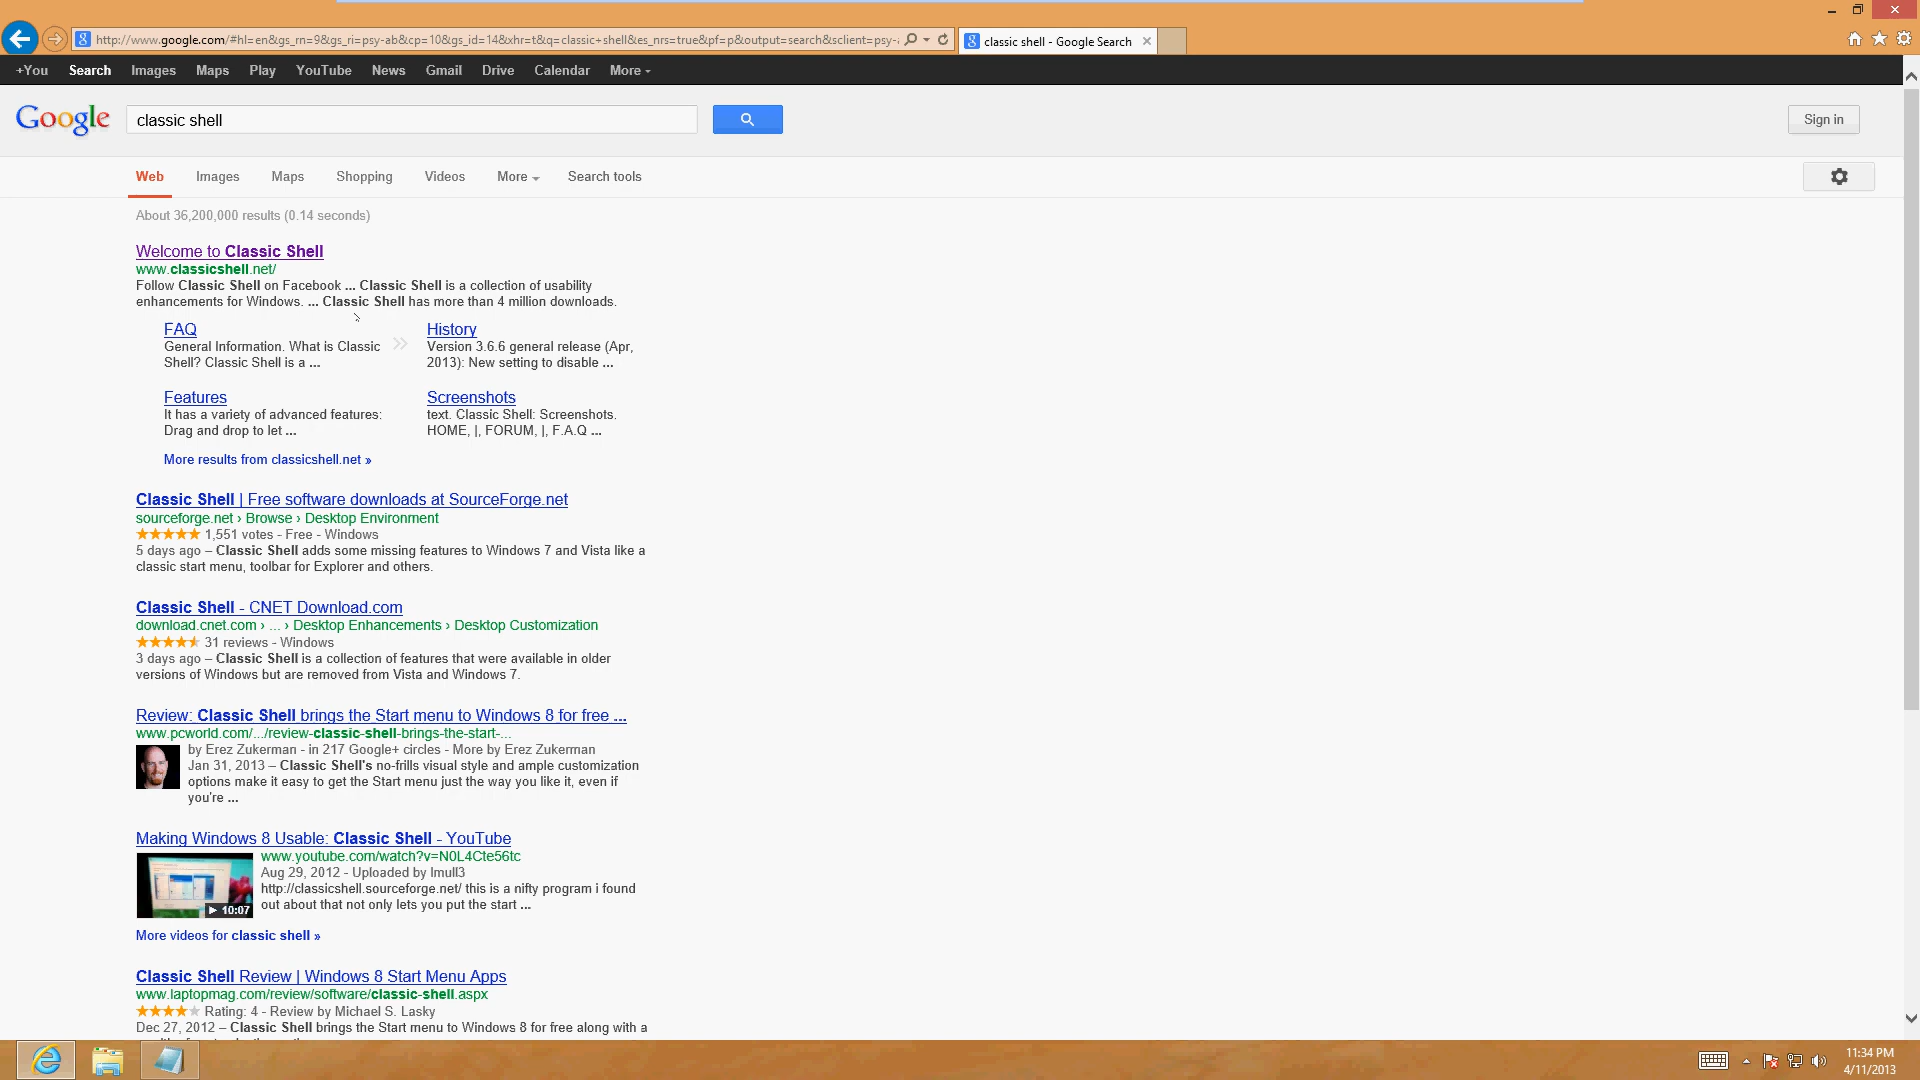 http://www.google.com/#hl=en&gs_rn=9&gs_ri=psy-ab&cp=10&gs_id=14&xhr=t&q=classic+shell&es_nrs=true&pf=p&output=search&sclient=psy-
classic shell - Google Search
+You Search Images Maps Play YouTube News Gmail Drive Calendar More
Google
classic shell
Sign in
Web Images Maps Shopping Videos More Search tools
About 36,200,000 results (0.14 seconds)
Welcome to Classic Shell
www.classicshell.net/
Follow Classic Shell on Facebook ... Classic Shell is a collection of usability
enhancements for Windows. ... Classic Shell has more than 4 million downloads.
FAQ
General Information. What is Classic
Shell? Classic Shell is a ...
History
Version 3.6.6 general release (Apr,
2013): New setting to disable ...
Features
It has a variety of advanced features:
Drag and drop to let ...
Screenshots
text. Classic Shell: Screenshots.
HOME, |, FORUM, |, F.A.Q ...
More results from classicshell.net »
Classic Shell | Free software downloads at SourceForge.net
sourceforge.net › Browse › Desktop Environment
1,551 votes - Free - Windows
5 days ago – Classic Shell adds some missing features to Windows 7 and Vista like a
classic start menu, toolbar for Explorer and others.
Classic Shell - CNET Download.com
download.cnet.com › ... › Desktop Enhancements › Desktop Customization
31 reviews - Windows
3 days ago – Classic Shell is a collection of features that were available in older
versions of Windows but are removed from Vista and Windows 7.
Review: Classic Shell brings the Start menu to Windows 8 for free ...
www.pcworld.com/.../review-classic-shell-brings-the-start-...
by Erez Zukerman - in 217 Google+ circles - More by Erez Zukerman
Jan 31, 2013 – Classic Shell's no-frills visual style and ample customization
options make it easy to get the Start menu just the way you like it, even if
you're ...
Making Windows 8 Usable: Classic Shell - YouTube
www.youtube.com/watch?v=N0L4Cte56tc
Aug 29, 2012 - Uploaded by lmull3
http://classicshell.sourceforge.net/ this is a nifty program i found
out about that not only lets you put the start ...
10:07
More videos for classic shell »
Classic Shell Review | Windows 8 Start Menu Apps
www.laptopmag.com/review/software/classic-shell.aspx
Rating: 4 - Review by Michael S. Lasky
Dec 27, 2012 – Classic Shell brings the Start menu to Windows 8 for free along with a
11:34 PM
4/11/2013